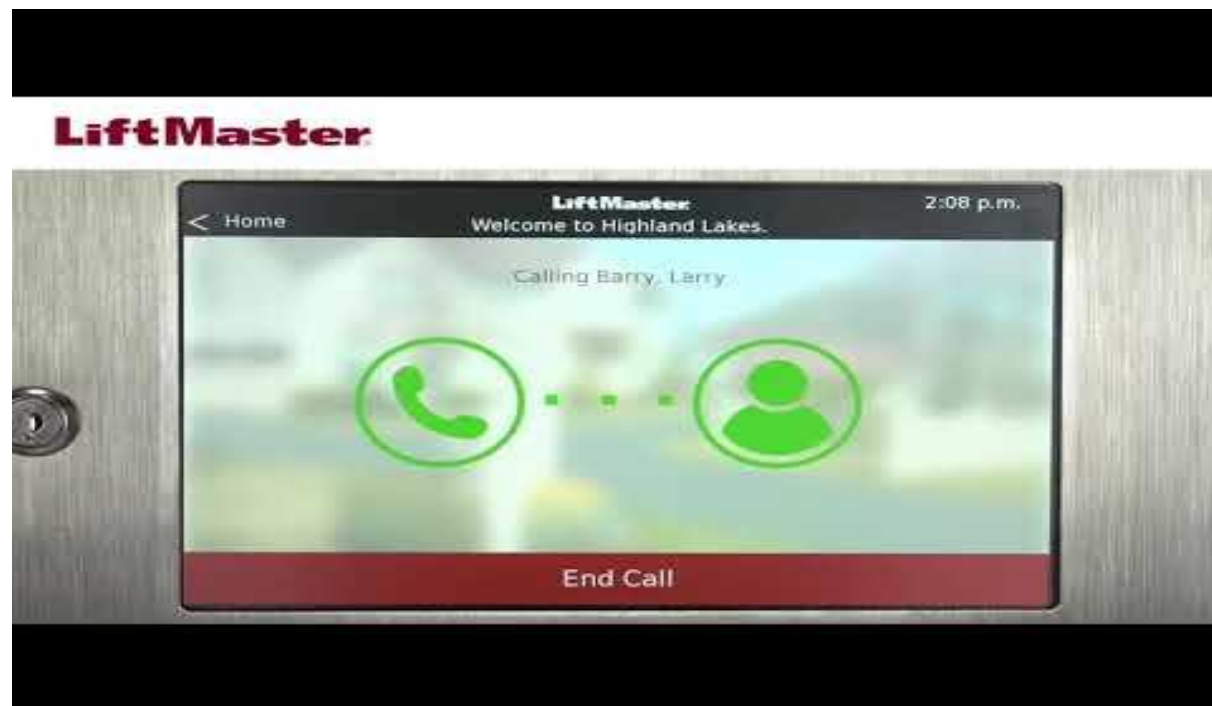 LiftMaster
LiftMaster
2:08 p.m.
< Home
Welcome to Highland Lakes.
Calling Barry, Larry
End Call